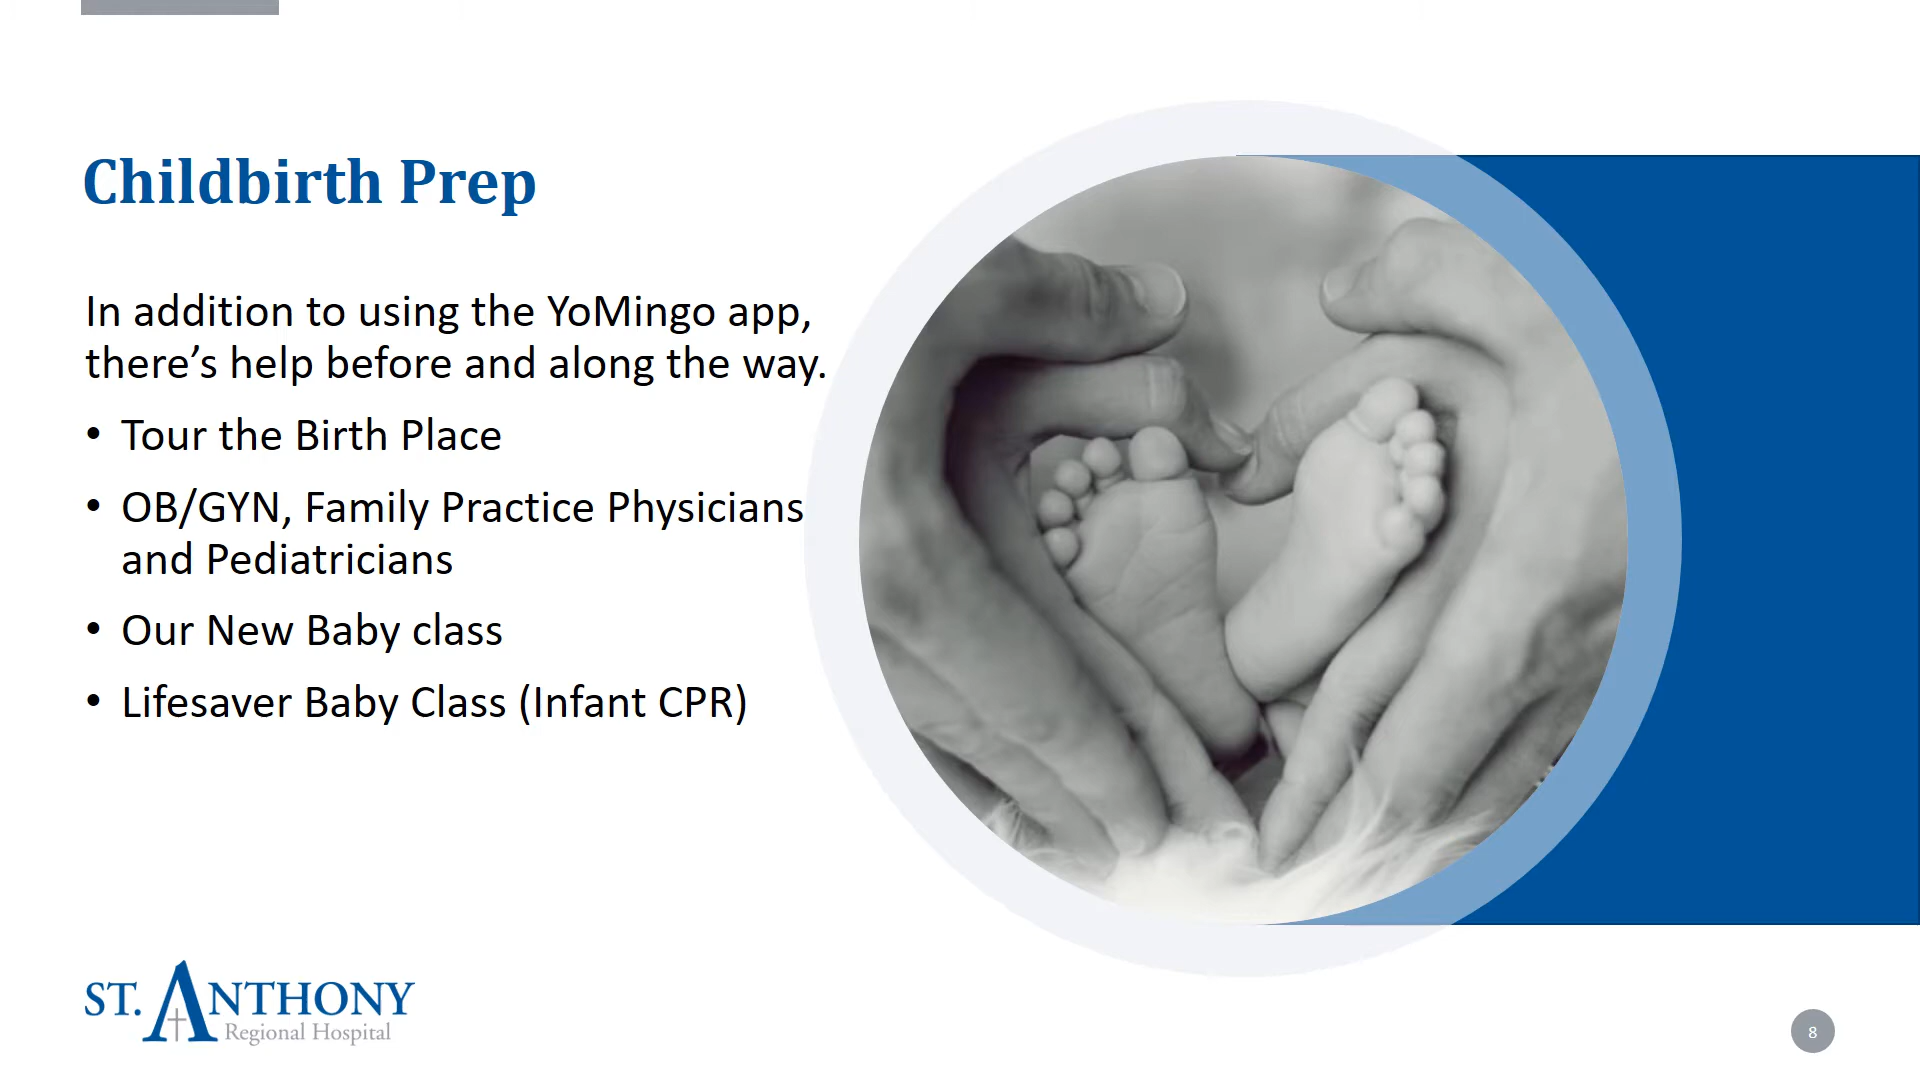 Childbirth Prep
In addition to using the YoMingo app,
there’s help before and along the way.
• Tour the Birth Place
• OB/GYN, Family Practice Physicians
and Pediatricians
• Our New Baby class
• Lifesaver Baby Class (Infant CPR)
ST. ANTHONY
Regional Hospital
8